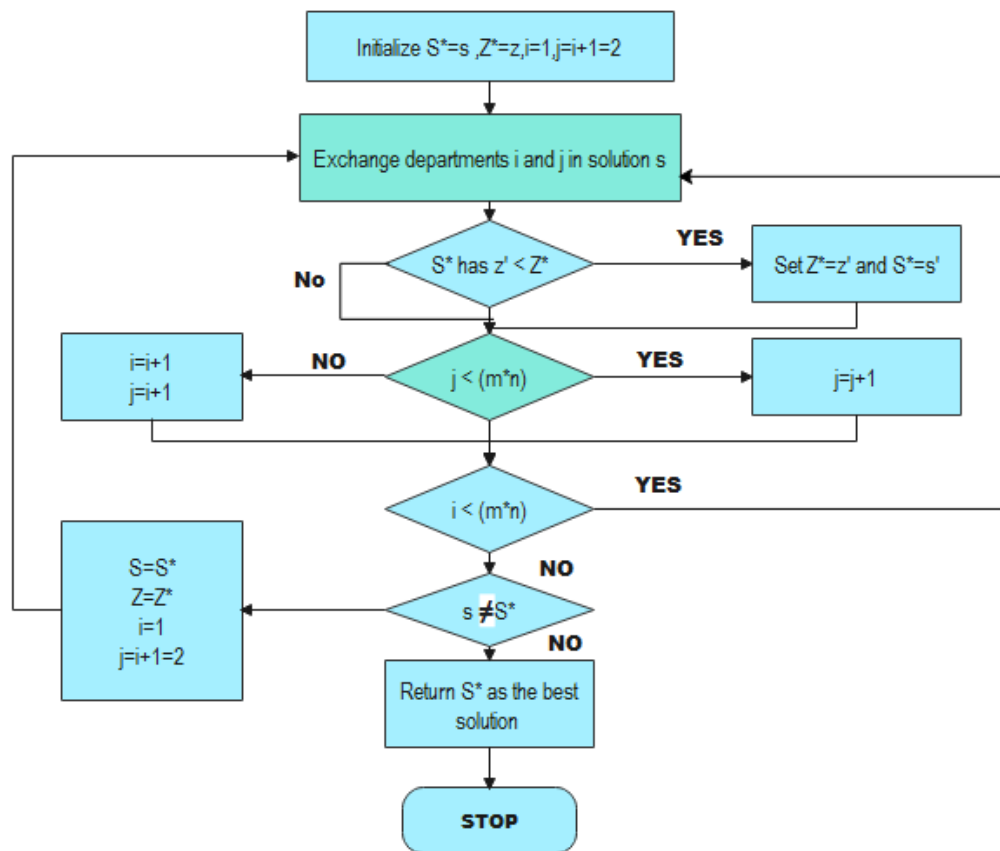 Initialize S*=s ,Z*=z,i=1,j=i+1=2
Exchange departments i and j in solution s
S* has z' < Z*
YES
No
Set Z*=z' and S*=s'
i=i+1
j=i+1
NO
j < (m*n)
YES
j=j+1
i < (m*n)
YES
NO
S=S*
Z=Z*
i=1
j=i+1=2
s ≠S*
NO
Return S* as the best
solution
STOP